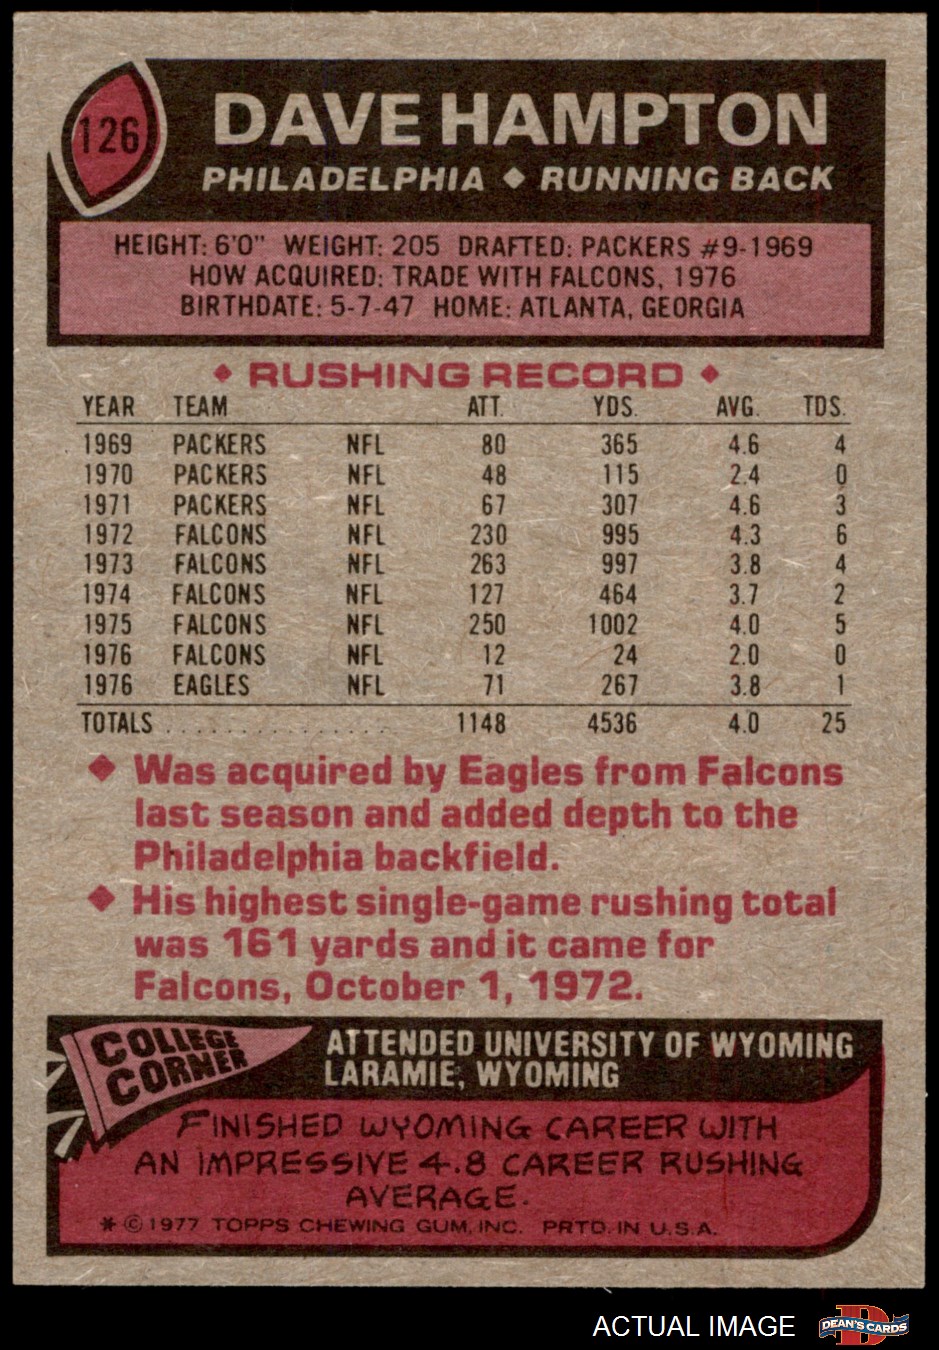 126
DAVE HAMPTON
PHILADELPHIA ◆ RUNNING BACK
HEIGHT: 6'0" WEIGHT: 205 DRAFTED: PACKERS #9-1969
HOW ACQUIRED: TRADE WITH FALCONS, 1976
BIRTHDATE: 5-7-47 HOME: ATLANTA, GEORGIA
◆ RUSHING RECORD ◆
YEAR TEAM ATT. YDS. AVG. TDS.
1969 PACKERS NFL 80 365 4.6 4
1970 PACKERS NFL 48 115 2.4 0
1971 PACKERS NFL 67 307 4.6 3
1972 FALCONS NFL 230 995 4.3 6
1973 FALCONS NFL 263 997 3.8 4
1974 FALCONS NFL 127 464 3.7 2
1975 FALCONS NFL 250 1002 4.0 5
1976 FALCONS NFL 12 24 2.0 0
1976 EAGLES NFL 71 267 3.8 1
TOTALS . . . . . . . . . . . . . . 1148 4536 4.0 25
◆ Was acquired by Eagles from Falcons
last season and added depth to the
Philadelphia backfield.
◆ His highest single-game rushing total
was 161 yards and it came for
Falcons, October 1, 1972.
COLLEGE
CORNER
ATTENDED UNIVERSITY OF WYOMING
LARAMIE, WYOMING
FINISHED WYOMING CAREER WITH
AN IMPRESSIVE 4.8 CAREER RUSHING
AVERAGE.
* © 1977 TOPPS CHEWING GUM, INC. PRTD. IN U.S.A.
ACTUAL IMAGE
D
DEAN'S CARDS